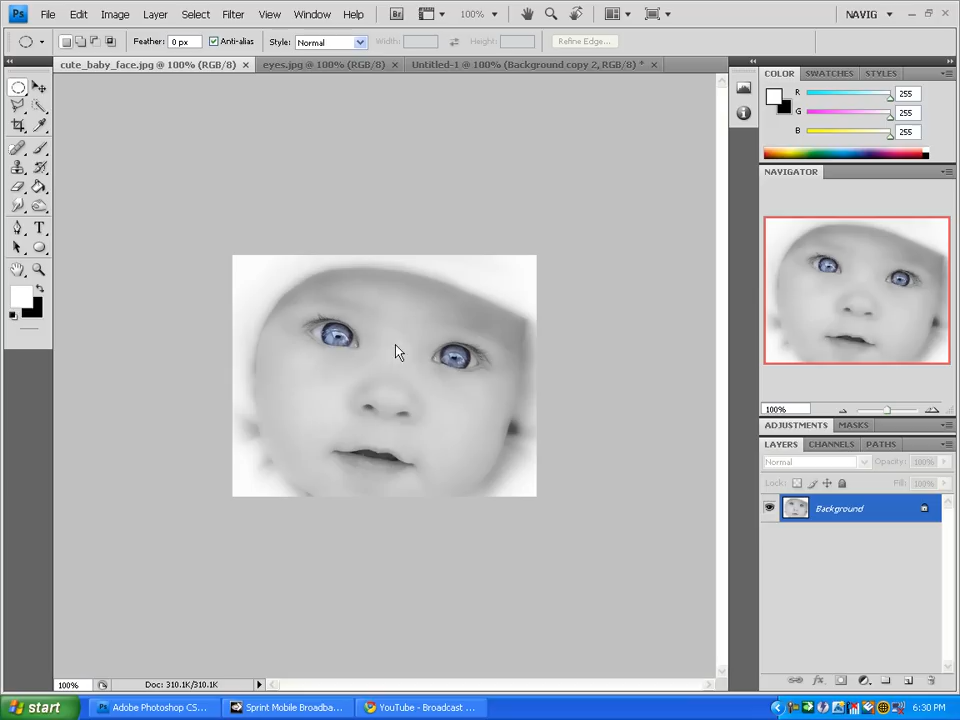 Ps File Edit Image Layer Select Filter View Window Help Br 100% NAVIG
Feather: 0 px Anti-alias Style: Normal Width: Height: Refine Edge...
cute_baby_face.jpg @ 100% (RGB/8) × eyes.jpg @ 100% (RGB/8) × Untitled-1 @ 100% (Background copy 2, RGB/8) * ×
COLOR SWATCHES STYLES
R 255
G 255
B 255
NAVIGATOR
100%
ADJUSTMENTS MASKS
LAYERS CHANNELS PATHS
Normal Opacity: 100%
Lock: Fill: 100%
Background
100% Doc: 310.1K/310.1K
start Ps Adobe Photoshop CS... Sprint Mobile Broadba... YouTube - Broadcast ... 6:30 PM